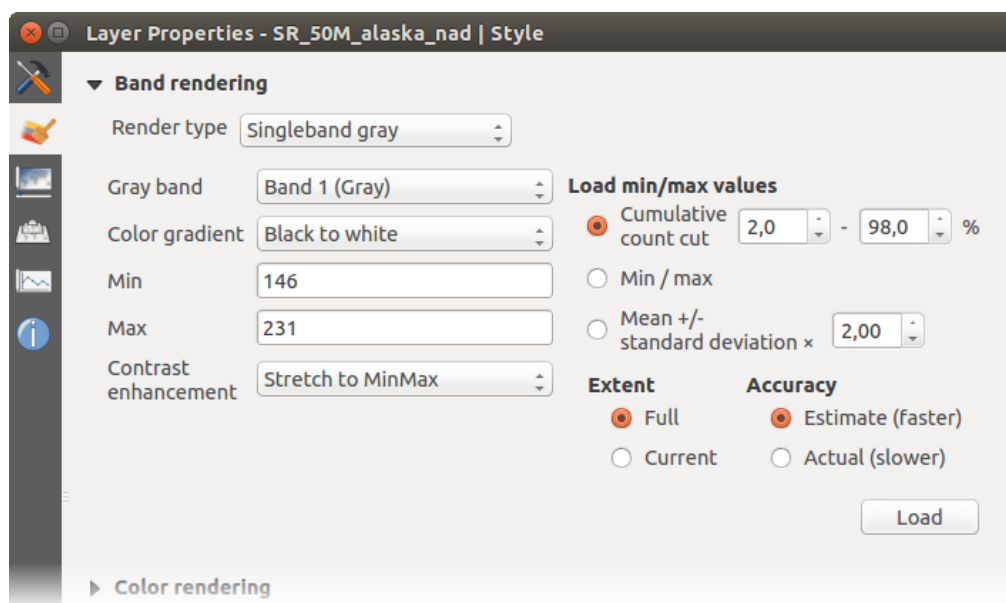 Layer Properties - SR_50M_alaska_nad | Style
Band rendering
Render type Singleband gray
Gray band Band 1 (Gray)
Color gradient Black to white
Min 146
Max 231
Contrast
enhancement Stretch to MinMax
Load min/max values
Cumulative
count cut 2,0 - 98,0 %
Min / max
Mean +/-
standard deviation × 2,00
Extent
Full
Current
Accuracy
Estimate (faster)
Actual (slower)
Load
Color rendering